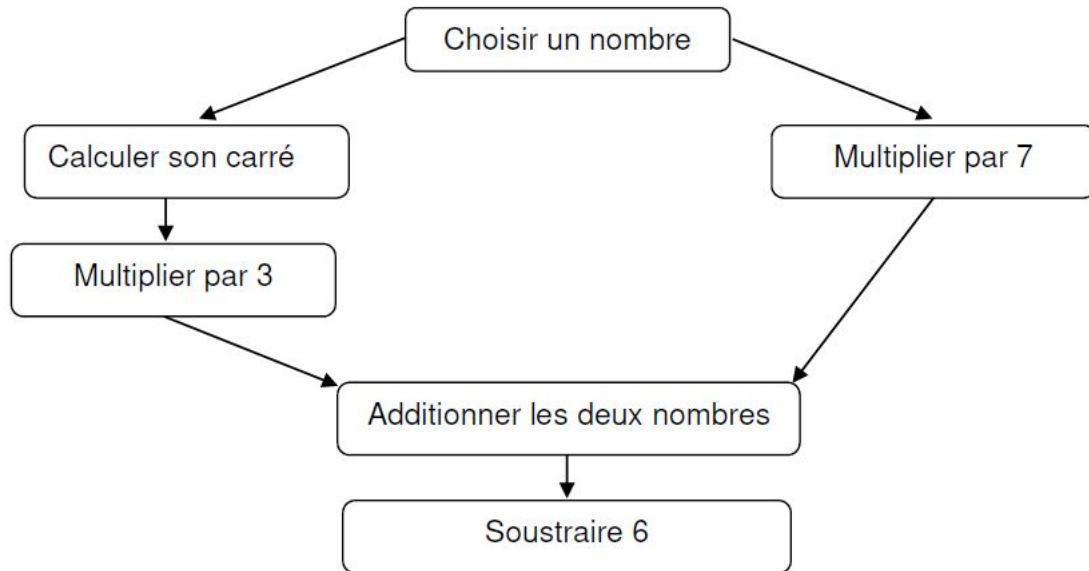 Choisir un nombre
Calculer son carré
Multiplier par 7
Multiplier par 3
Additionner les deux nombres
Soustraire 6